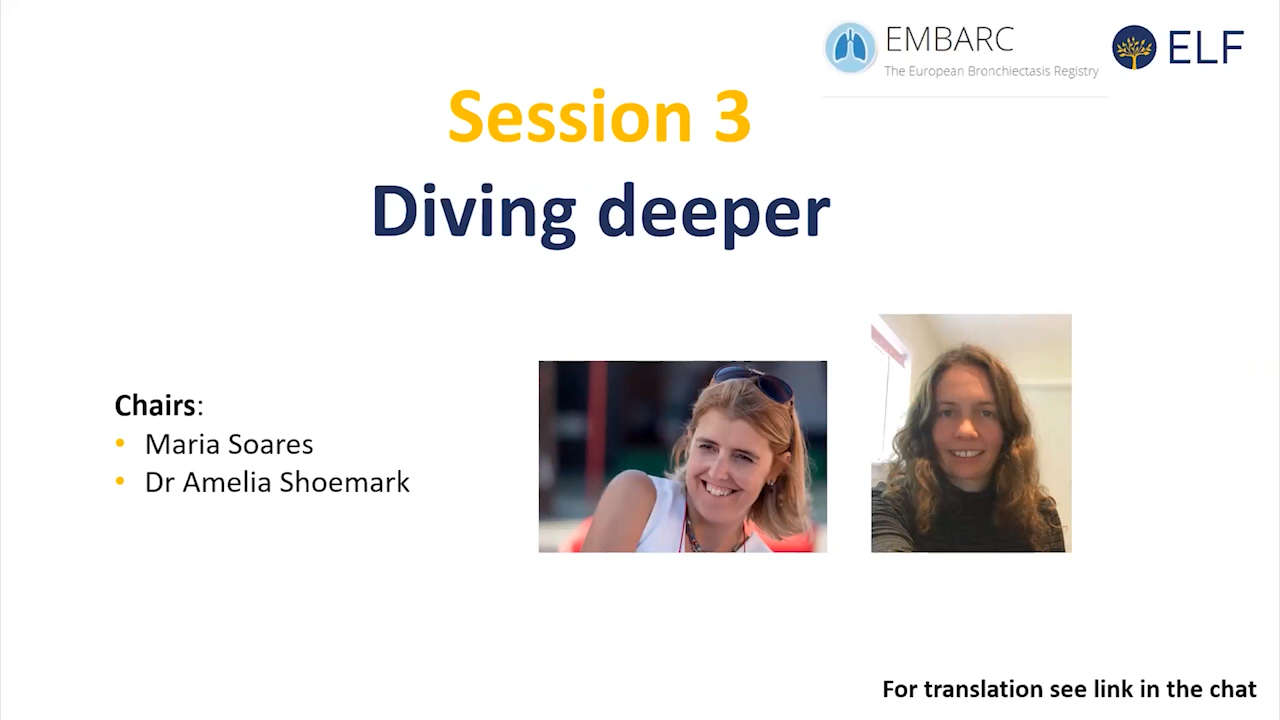 EMBARC
The European Bronchiectasis Registry
ELF
Session 3
Diving deeper
Chairs:
• Maria Soares
• Dr Amelia Shoemark
For translation see link in the chat